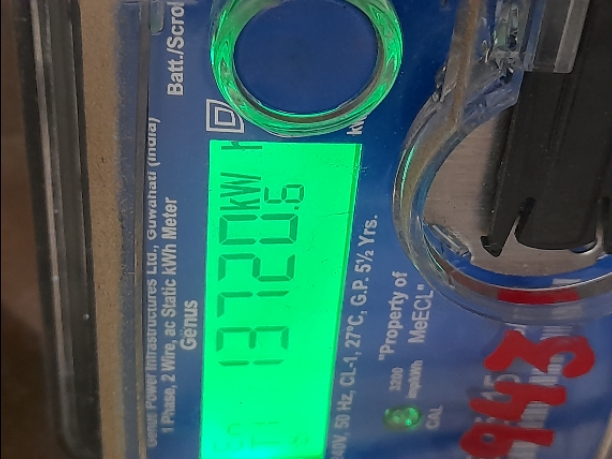 Batt./Scrol
Genus Power Infrastructures Ltd., Guwahati (India)
1 Phase, 2 Wire, ac Static kWh Meter
Genus
13720.6
kWh
240V, 50 Hz, CL-1, 27°C, G.P. 5½ Yrs.
"Property of
MeECL"
3200
imp/kWh
CAL
943